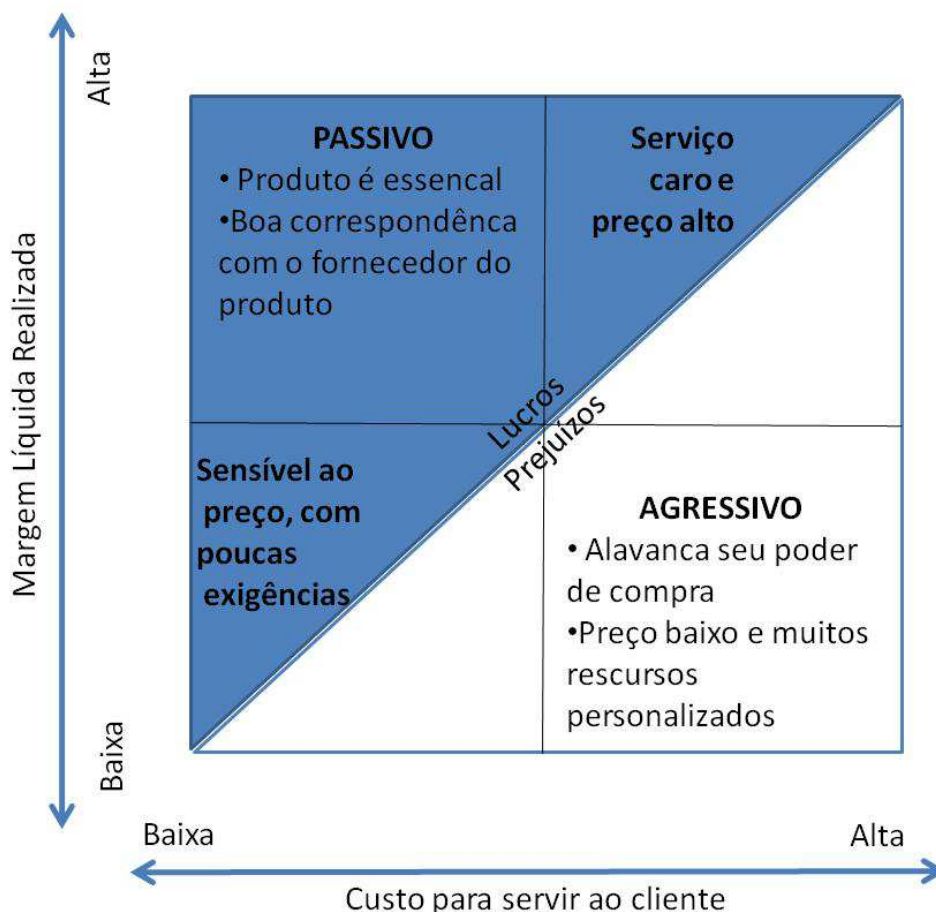 Alta
Margem Líquida Realizada
Baixa
PASSIVO
• Produto é essencal
•Boa correspondênca
com o fornecedor do
produto
Serviço
caro e
preço alto
Lucros
Prejuízos
Sensível ao
preço, com
poucas
exigências
AGRESSIVO
• Alavanca seu poder
de compra
•Preço baixo e muitos
rescursos
personalizados
Baixa
Alta
Custo para servir ao cliente